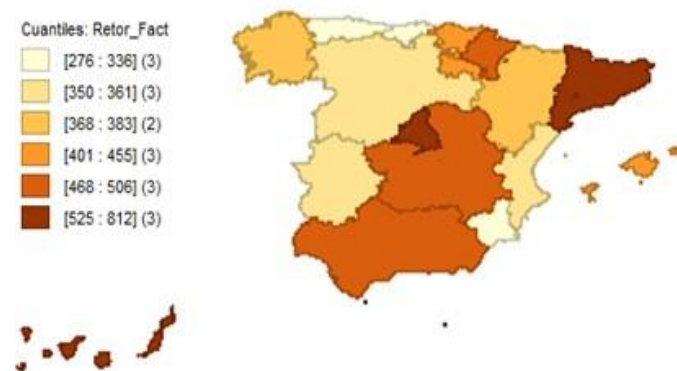 Cuantiles: Retor_Fact
[276 : 336] (3)
[350 : 361] (3)
[368 : 383] (2)
[401 : 455] (3)
[468 : 506] (3)
[525 : 812] (3)